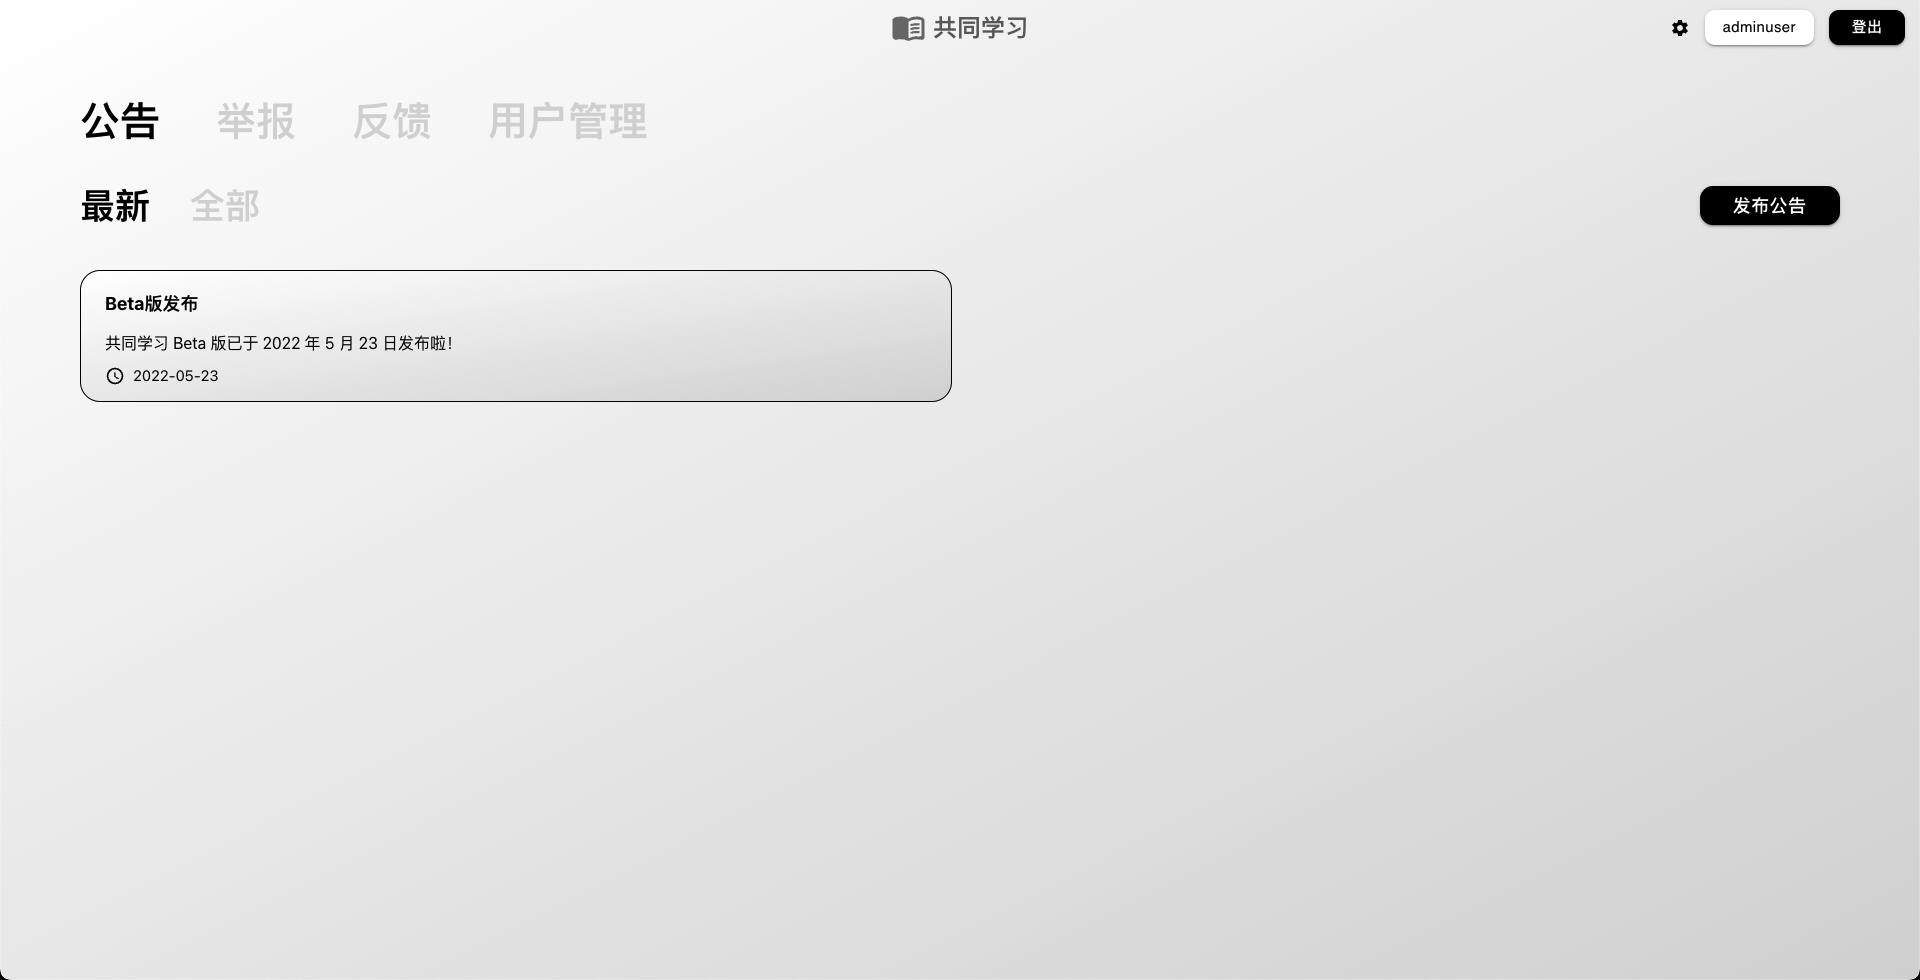 共同学习
adminuser
登出
公告 举报 反馈 用户管理
最新 全部
发布公告
Beta版发布
共同学习 Beta 版已于 2022 年 5 月 23 日发布啦！
2022-05-23